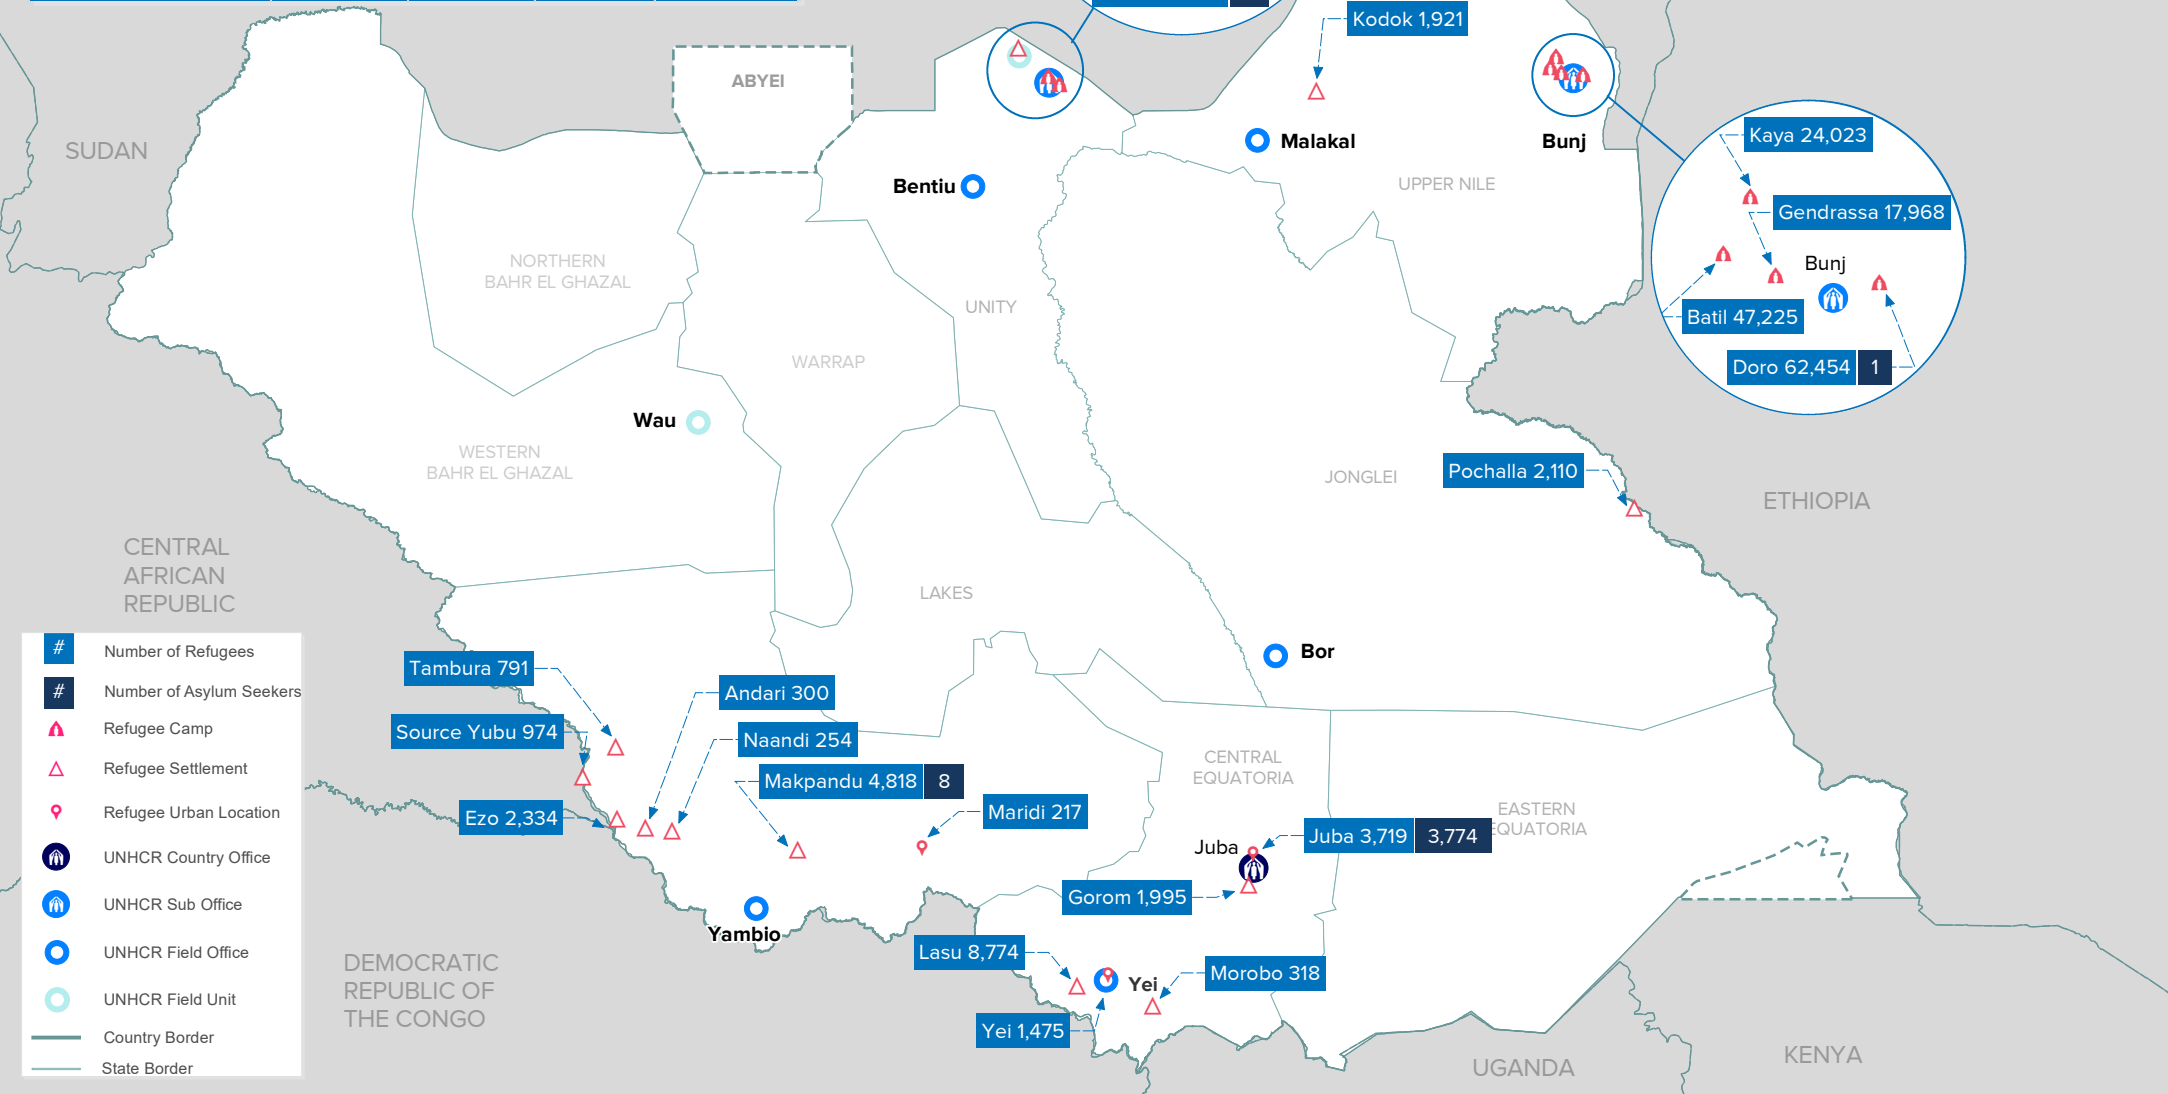 Kodok 1,921
ABYEI
SUDAN
Malakal
Bunj
Kaya 24,023
Bentiu
UPPER NILE
Gendrassa 17,968
NORTHERN
BAHR EL GHAZAL
Bunj
UNITY
Batil 47,225
WARRAP
Doro 62,454 1
Wau
WESTERN
BAHR EL GHAZAL
JONGLEI
Pochalla 2,110
ETHIOPIA
CENTRAL
AFRICAN
REPUBLIC
LAKES
# Number of Refugees
# Number of Asylum Seekers
Refugee Camp
Refugee Settlement
Refugee Urban Location
UNHCR Country Office
UNHCR Sub Office
UNHCR Field Office
UNHCR Field Unit
Country Border
State Border
Bor
Tambura 791
Andari 300
Source Yubu 974
Naandi 254
Makpandu 4,818 8
Maridi 217
Ezo 2,334
CENTRAL
EQUATORIA
EASTERN
EQUATORIA
Juba
Juba 3,719 3,774
Gorom 1,995
Yambio
Lasu 8,774
Yei
Morobo 318
Yei 1,475
DEMOCRATIC
REPUBLIC OF
THE CONGO
UGANDA
KENYA